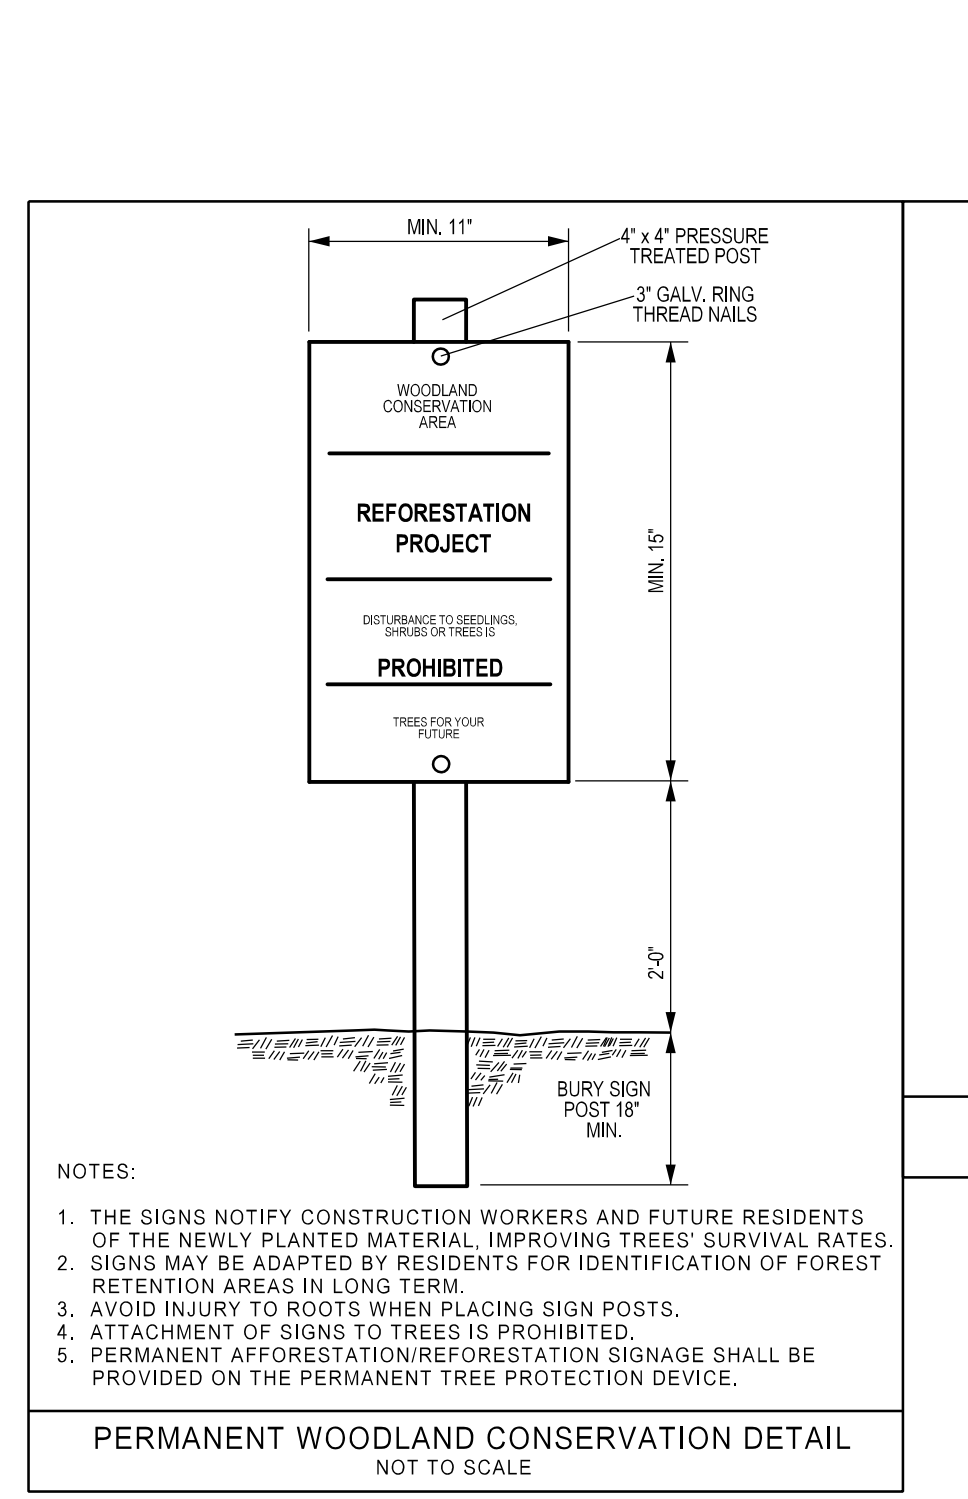 MIN. 11"
4" x 4" PRESSURE
TREATED POST
3" GALV. RING
THREAD NAILS
WOODLAND
CONSERVATION
AREA
REFORESTATION
PROJECT
MIN. 15"
DISTURBANCE TO SEEDLINGS,
SHRUBS OR TREES IS
PROHIBITED
TREES FOR YOUR
FUTURE
2'-0"
BURY SIGN
POST 18"
MIN.
NOTES:
1. THE SIGNS NOTIFY CONSTRUCTION WORKERS AND FUTURE RESIDENTS
OF THE NEWLY PLANTED MATERIAL, IMPROVING TREES' SURVIVAL RATES.
2. SIGNS MAY BE ADAPTED BY RESIDENTS FOR IDENTIFICATION OF FOREST
RETENTION AREAS IN LONG TERM.
3. AVOID INJURY TO ROOTS WHEN PLACING SIGN POSTS.
4. ATTACHMENT OF SIGNS TO TREES IS PROHIBITED.
5. PERMANENT AFFORESTATION/REFORESTATION SIGNAGE SHALL BE
PROVIDED ON THE PERMANENT TREE PROTECTION DEVICE.
PERMANENT WOODLAND CONSERVATION DETAIL
NOT TO SCALE